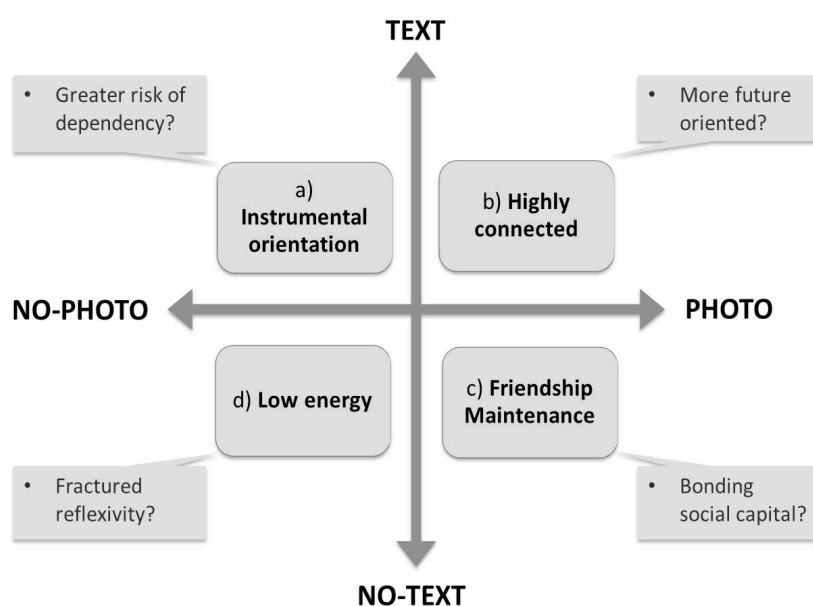 TEXT
• Greater risk of
dependency?
• More future
oriented?
a)
Instrumental
orientation
b) Highly
connected
NO-PHOTO
PHOTO
d) Low energy
c) Friendship
Maintenance
• Fractured
reflexivity?
• Bonding
social capital?
NO-TEXT